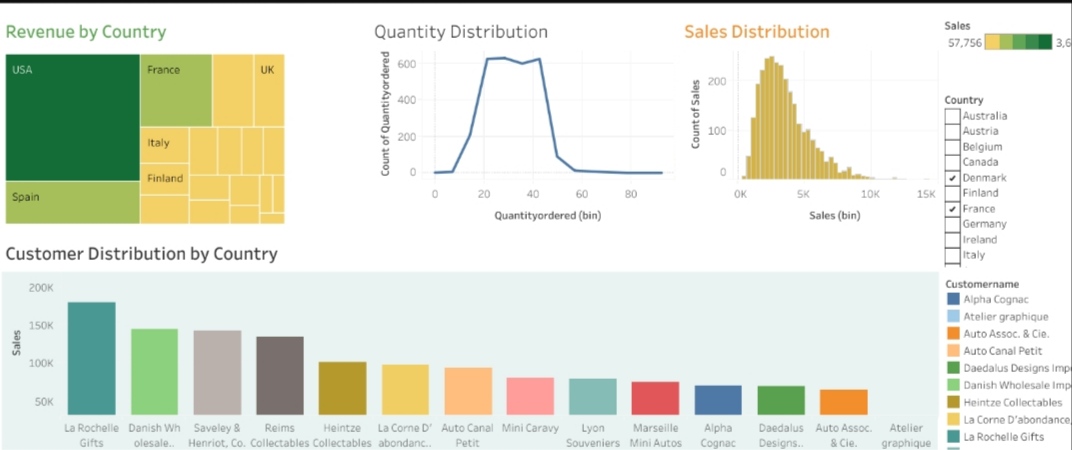 Revenue by Country
USA
France
UK
Italy
Finland
Spain
Quantity Distribution
Count of Quantityordered
600
400
200
0
0 20 40 60 80
Quantityordered (bin)
Sales Distribution
Count of Sales
200
100
0
0K 5K 10K 15K
Sales (bin)
Sales
57,756 3,6
Country
Australia
Austria
Belgium
Canada
Denmark
Finland
France
Germany
Ireland
Italy
Customer Distribution by Country
Sales
200K
150K
100K
50K
La Rochelle Gifts
Danish Wh olesale..
Saveley & Henriot, Co.
Reims Collectables
Heintze Collectables
La Corne D' abondanc..
Auto Canal Petit
Mini Caravy
Lyon Souveniers
Marseille Mini Autos
Alpha Cognac
Daedalus Designs..
Auto Assoc. & Cie.
Atelier graphique
Customername
Alpha Cognac
Atelier graphique
Auto Assoc. & Cie.
Auto Canal Petit
Daedalus Designs Impo
Danish Wholesale Imp
Heintze Collectables
La Corne D'abondance,
La Rochelle Gifts